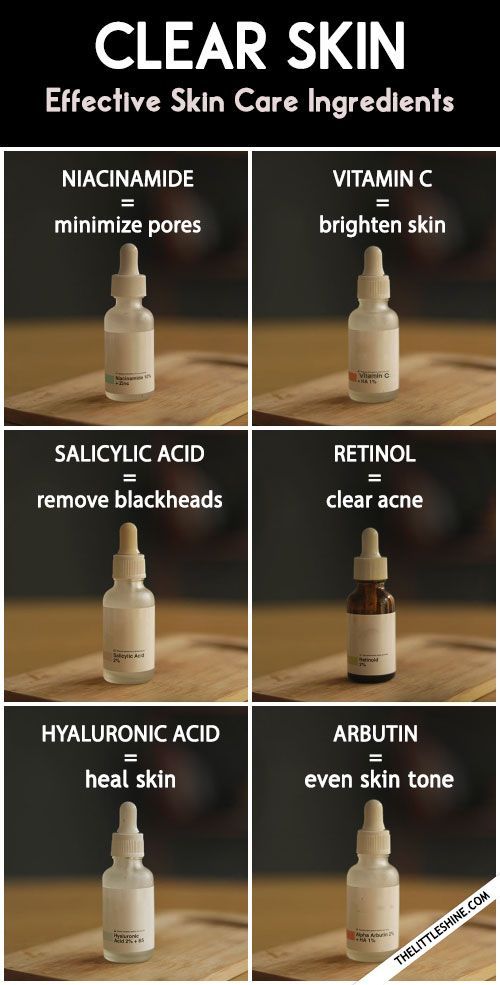 CLEAR SKIN
Effective Skin Care Ingredients
NIACINAMIDE
=
minimize pores
Niacinamide 10%
+ Zinc
VITAMIN C
=
brighten skin
Vitamin C
+ HA 1%
SALICYLIC ACID
=
remove blackheads
Salicylic Acid
2%
RETINOL
=
clear acne
Retinoid
2%
HYALURONIC ACID
=
heal skin
Hyaluronic
Acid 2% + B5
ARBUTIN
=
even skin tone
Alpha Arbutin 2%
+ HA 1%
THELITTLESHINE.COM